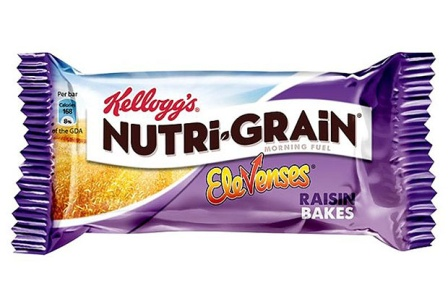 Kellogg's
Per bar
Calories
168
8%
of the GDA
NUTRI-GRAIN®
MORNING FUEL
Elevenses®
RAISIN
BAKES